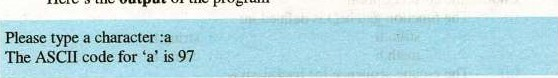 Here's the output of the program
Please type a character :a
The ASCII code for ‘a’ is 97